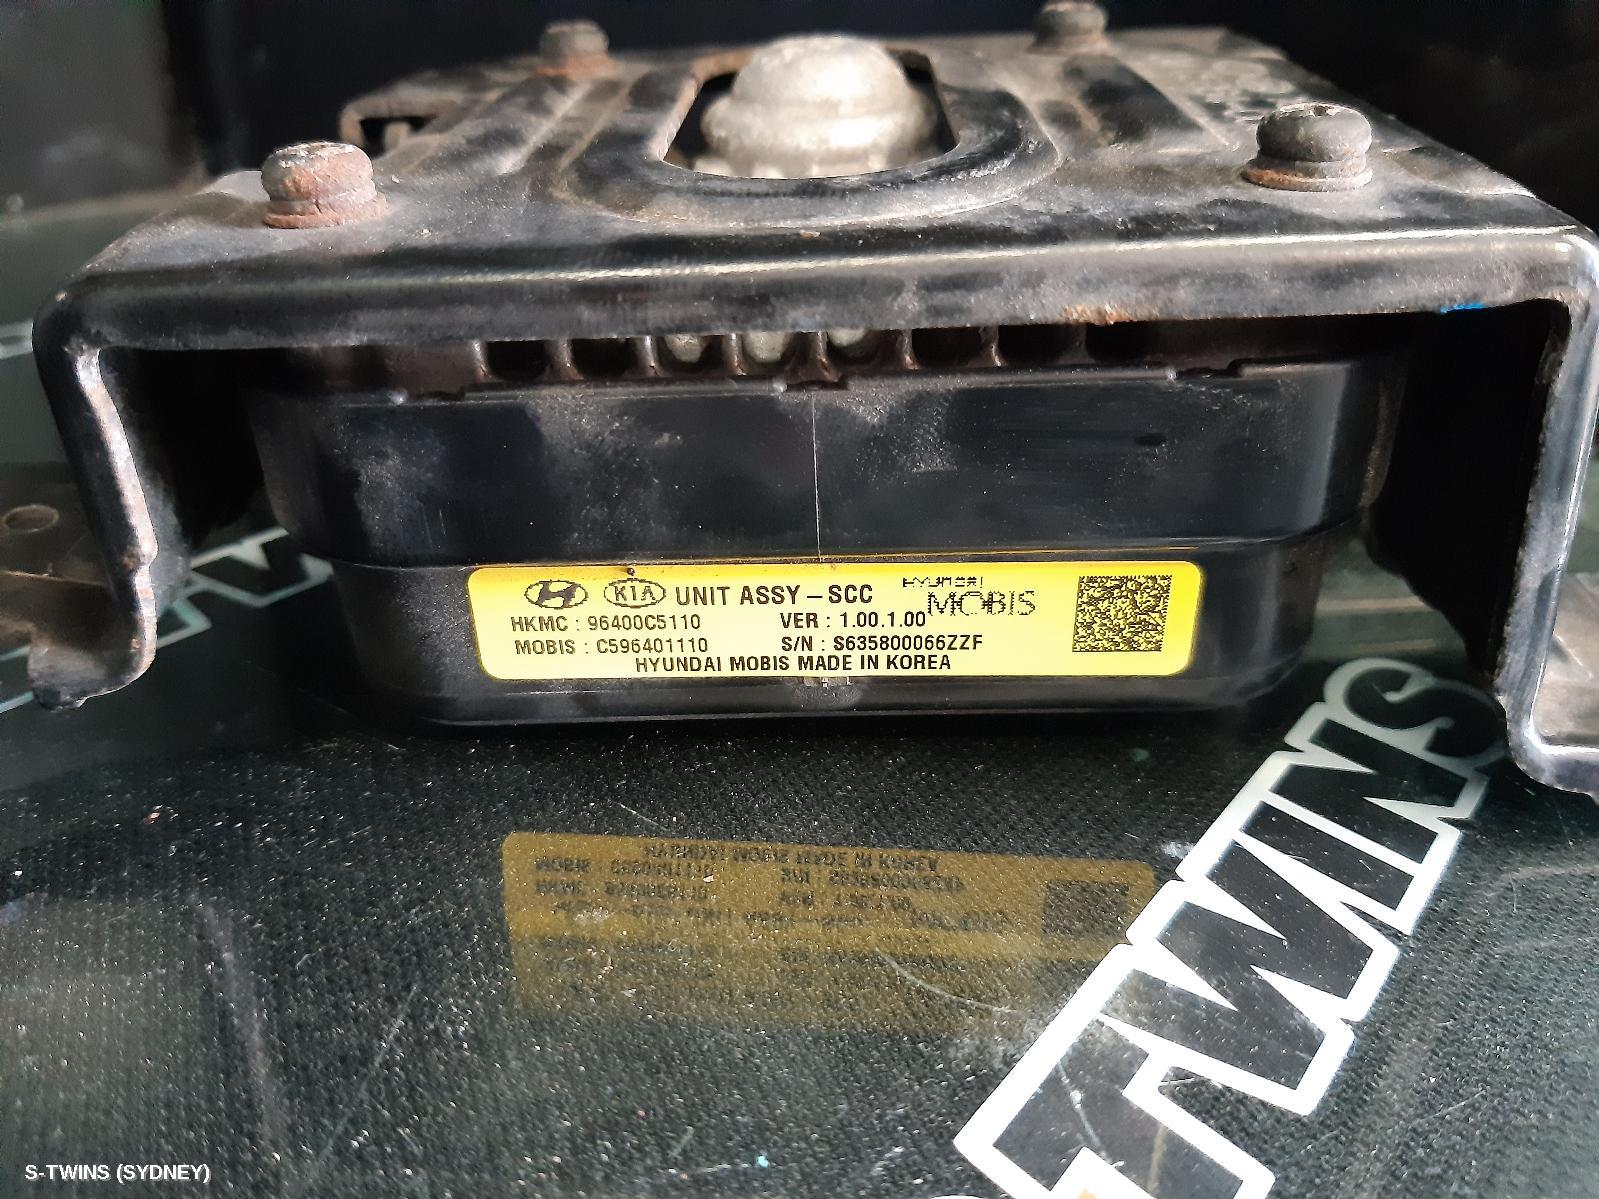 KIA UNIT ASSY - SCC HYUNDAI MOBIS
HKMC : 96400C5110 VER : 1.00.1.00
MOBIS : C596401110 S/N : S635800066ZZF
HYUNDAI MOBIS MADE IN KOREA
TWINS
S-TWINS (SYDNEY)